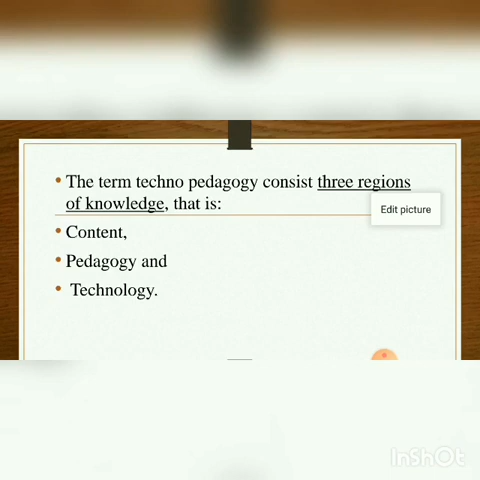 • The term techno pedagogy consist three regions
of knowledge, that is:
Edit picture
• Content,
• Pedagogy and
• Technology.
InShOt